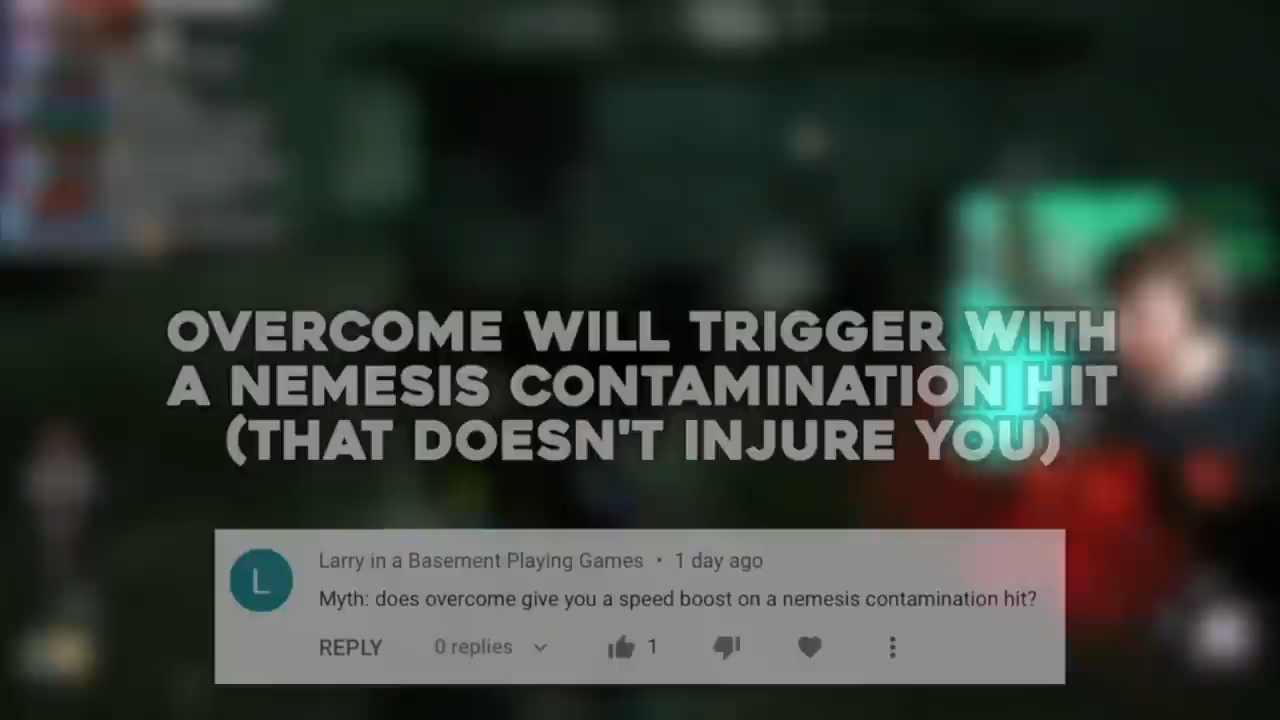 OVERCOME WILL TRIGGER WITH
A NEMESIS CONTAMINATION HIT
(THAT DOESN'T INJURE YOU)
L
Larry in a Basement Playing Games • 1 day ago
Myth: does overcome give you a speed boost on a nemesis contamination hit?
REPLY 0 replies 1